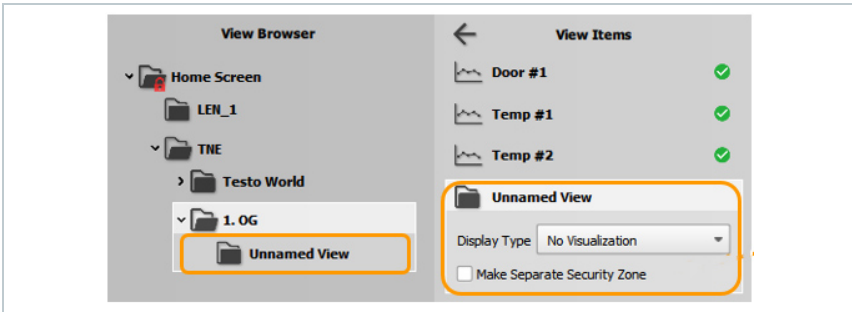 View Browser
Home Screen
LEN_1
TNE
Testo World
1. OG
Unnamed View
View Items
Door #1
Temp #1
Temp #2
Unnamed View
Display Type No Visualization
Make Separate Security Zone